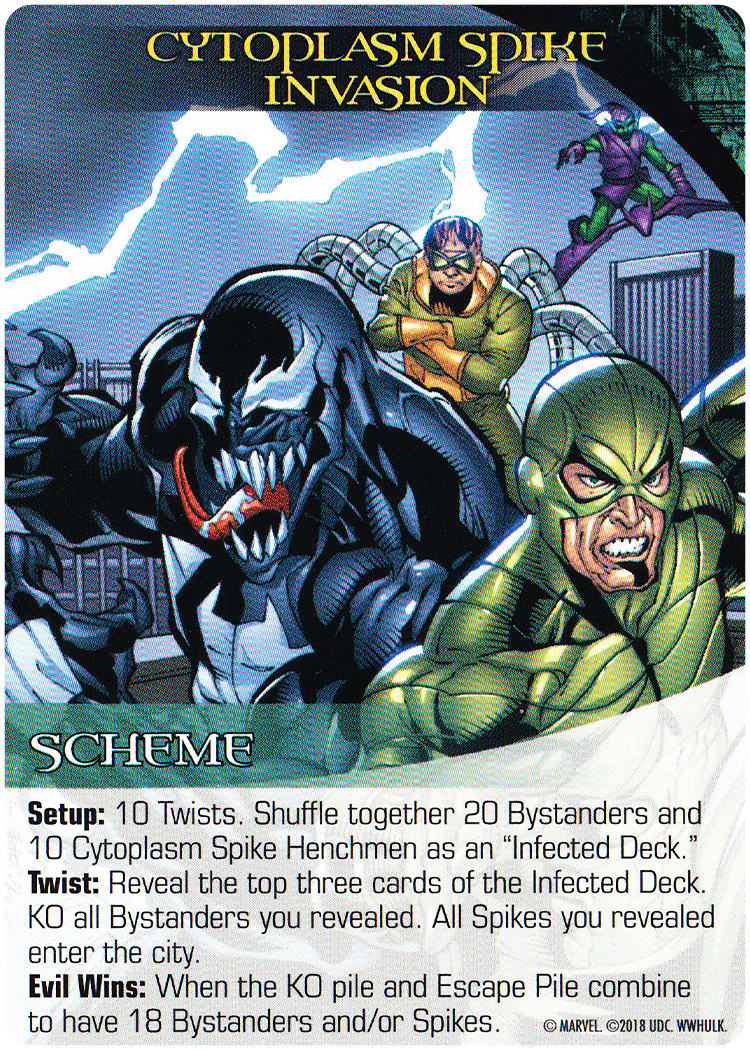 CYTOPLASM SPIKE
INVASION
SCHEME
Setup: 10 Twists. Shuffle together 20 Bystanders and
10 Cytoplasm Spike Henchmen as an “Infected Deck.”
Twist: Reveal the top three cards of the Infected Deck.
KO all Bystanders you revealed. All Spikes you revealed
enter the city.
Evil Wins: When the KO pile and Escape Pile combine
to have 18 Bystanders and/or Spikes. © MARVEL. ©2018 UDC. WWHULK.